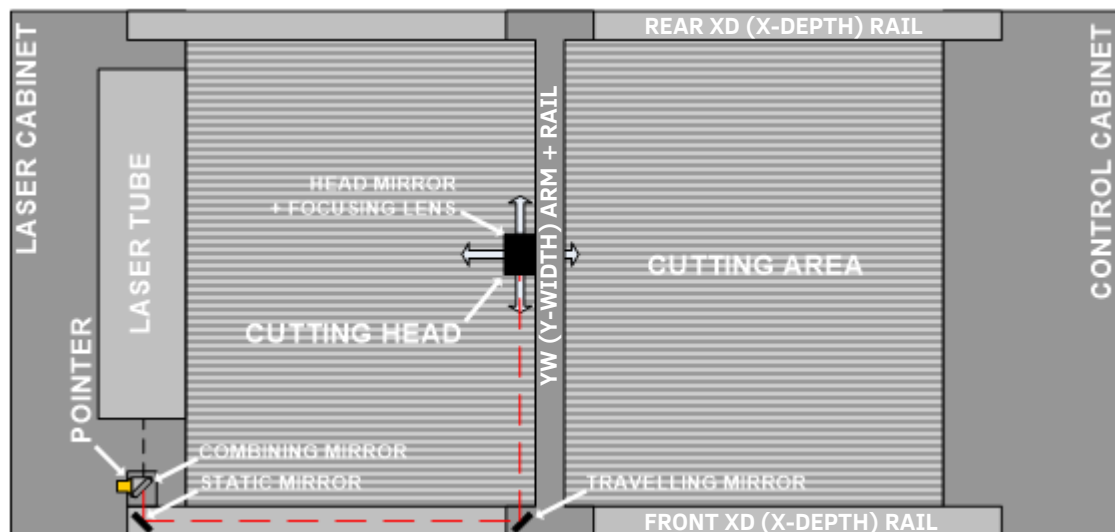 REAR XD (X-DEPTH) RAIL
LASER CABINET
LASER TUBE
HEAD MIRROR
+ FOCUSING LENS
YW (Y-WIDTH) ARM + RAIL
CUTTING AREA
CONTROL CABINET
CUTTING HEAD
POINTER
COMBINING MIRROR
STATIC MIRROR
TRAVELLING MIRROR
FRONT XD (X-DEPTH) RAIL